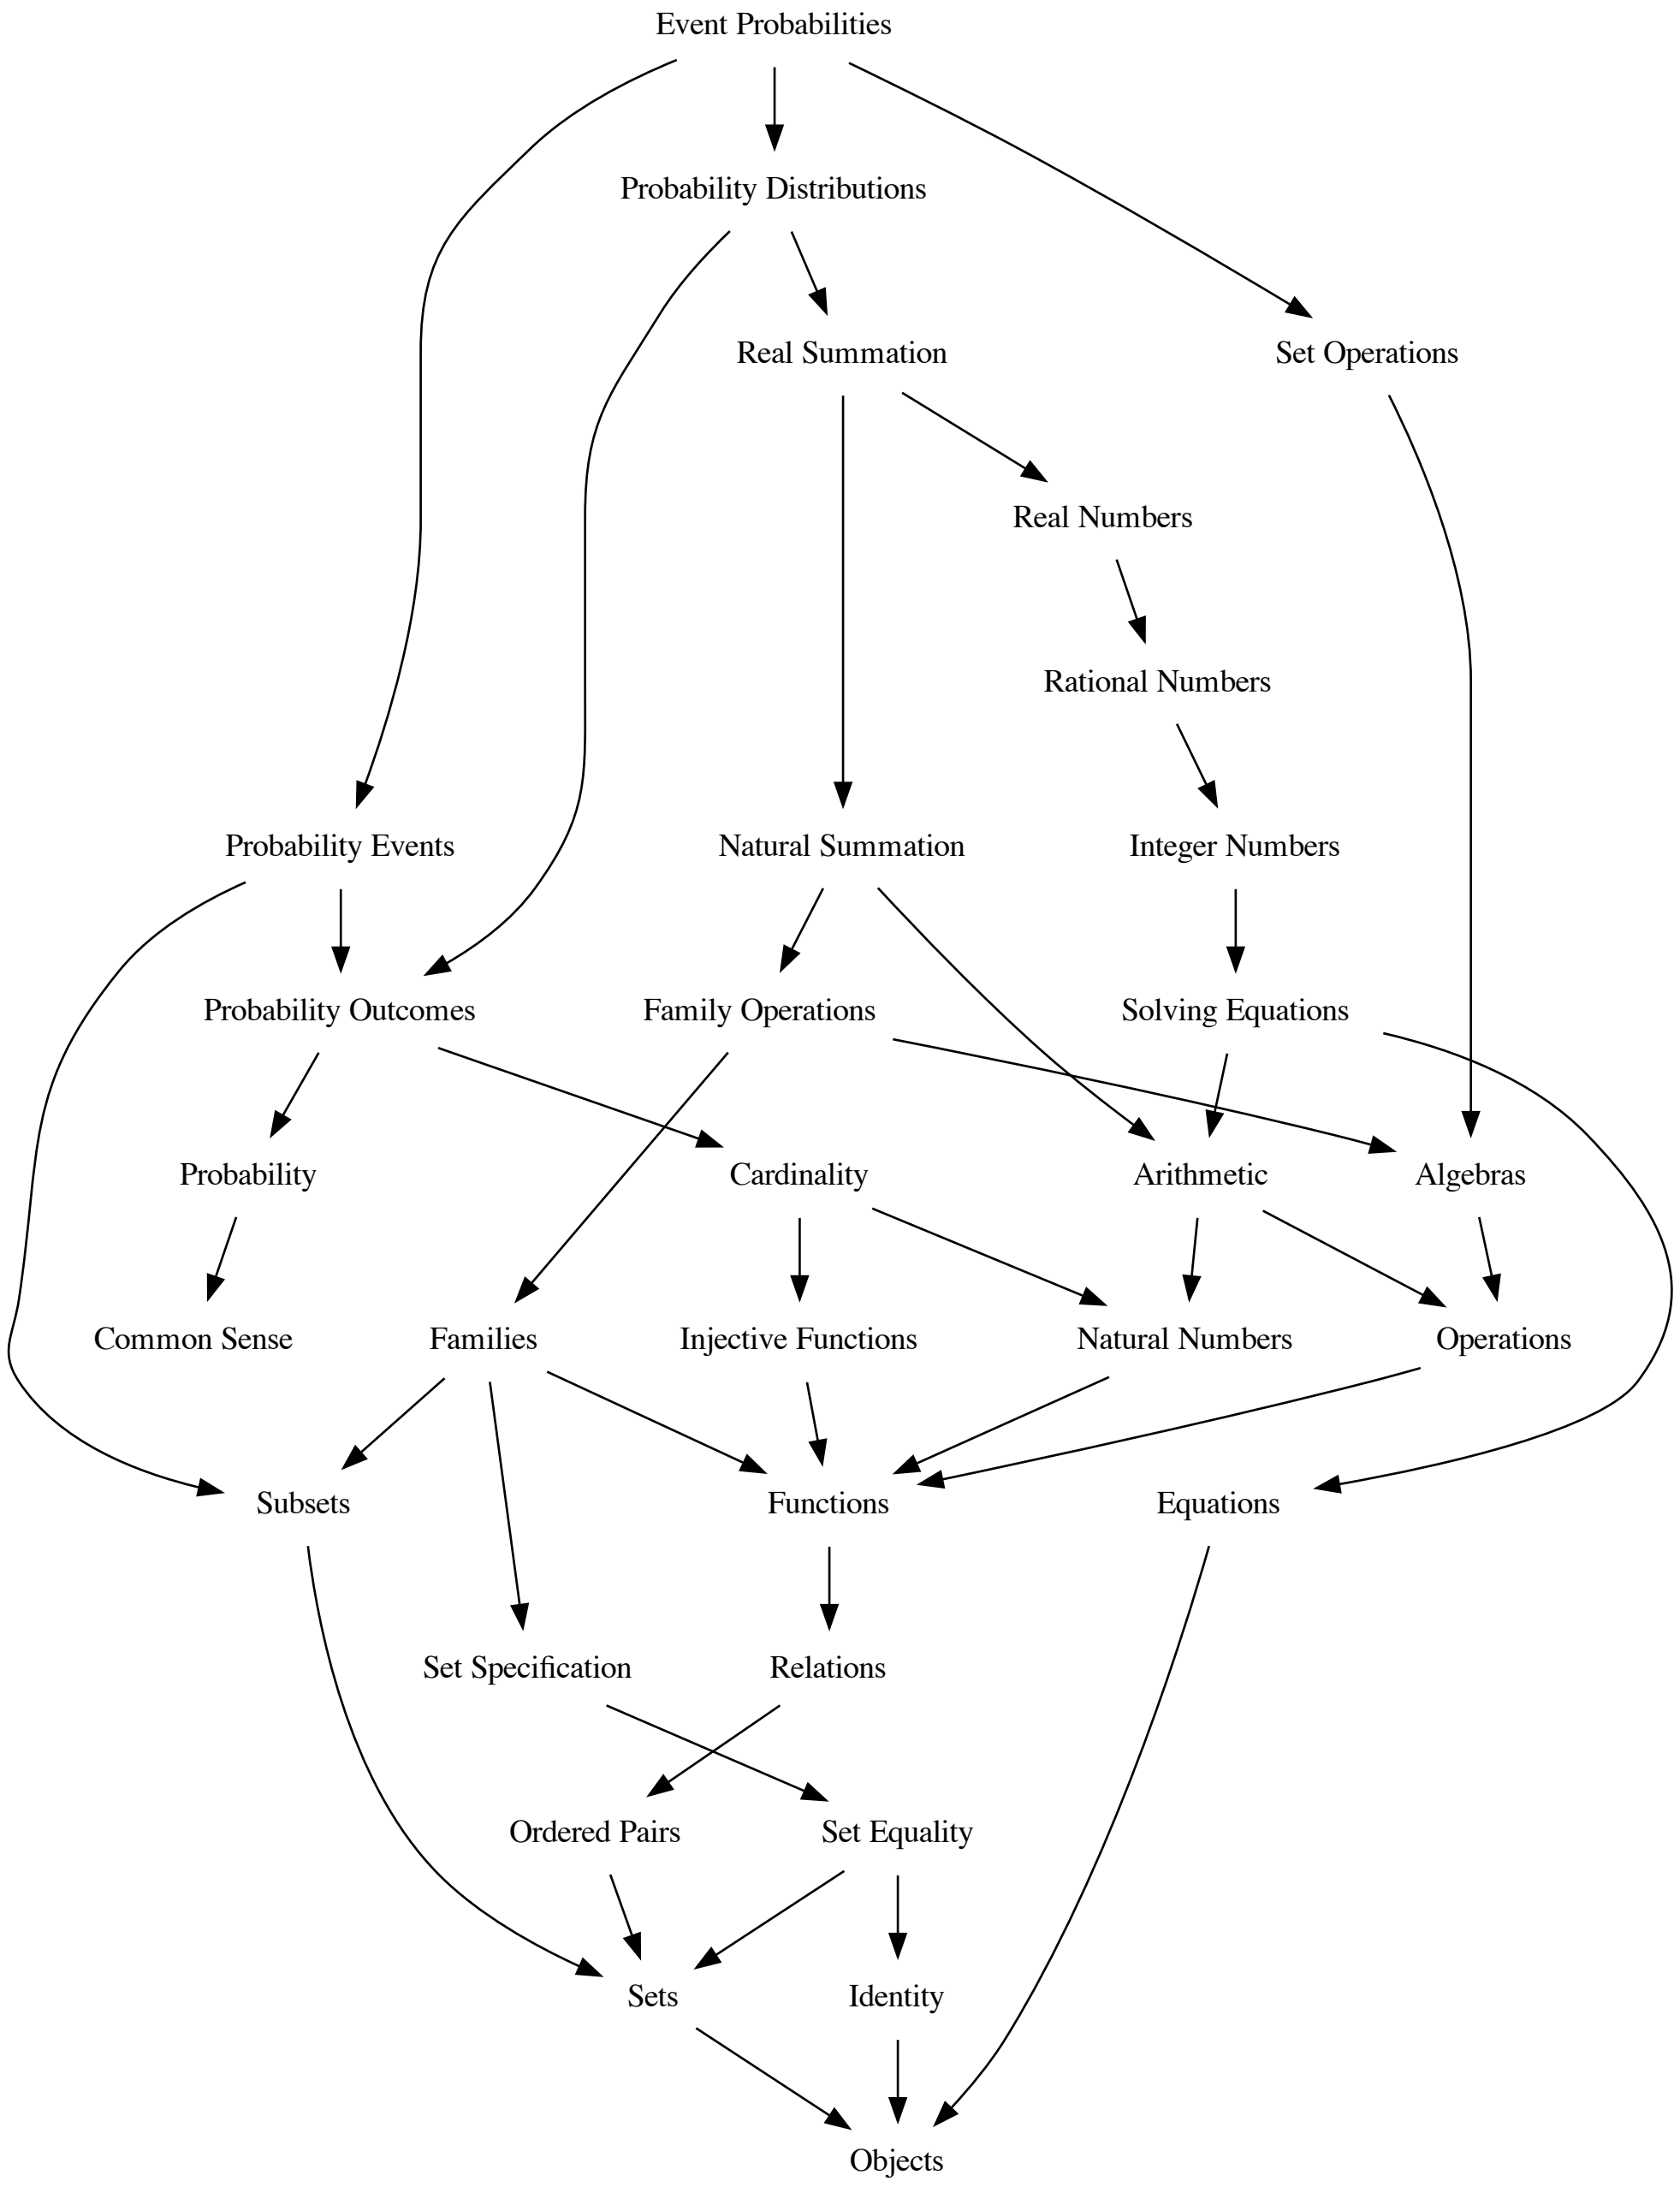 Event Probabilities
Probability Distributions
Real Summation
Set Operations
Real Numbers
Rational Numbers
Probability Events
Natural Summation
Integer Numbers
Probability Outcomes
Family Operations
Solving Equations
Probability
Cardinality
Arithmetic
Algebras
Common Sense
Families
Injective Functions
Natural Numbers
Operations
Subsets
Functions
Equations
Set Specification
Relations
Ordered Pairs
Set Equality
Sets
Identity
Objects